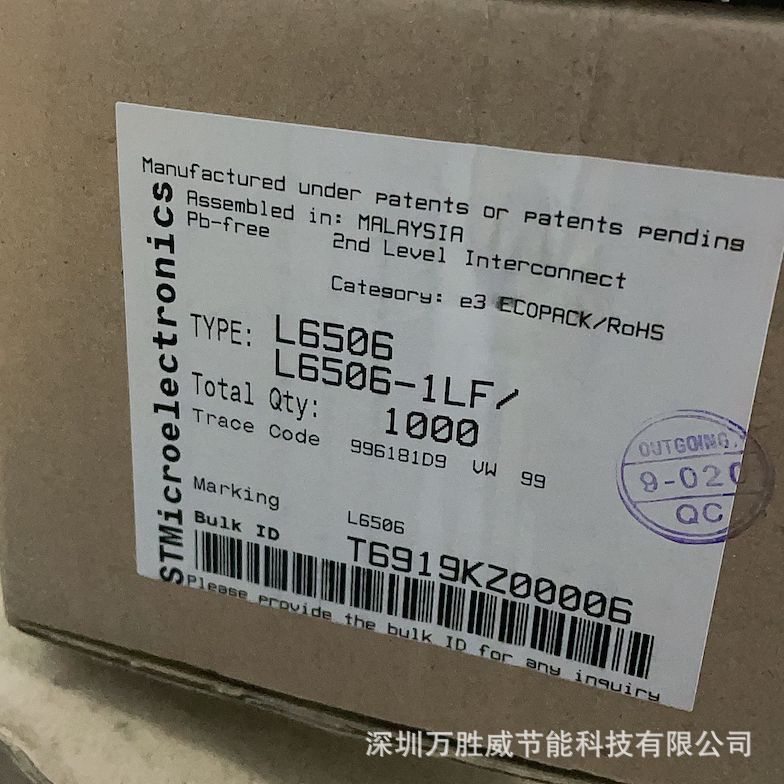 Manufactured under patents or patents pending
Assembled in: MALAYSIA
Pb-free 2nd Level Interconnect
Category: e3 ECOPACK/RoHS
TYPE: L6506
L6506-1LF/
Total Qty: 1000
Trace Code 996181D9 VW 99
Marking L6506
Bulk ID T6919KZ00006
Please provide the bulk ID for any inquiry
STMicroelectronics
OUTGOING
9-020
QC
深圳万胜威节能科技有限公司